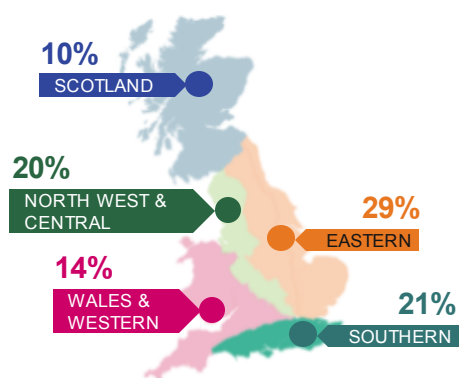 10%
SCOTLAND
20%
NORTH WEST &
CENTRAL
29%
EASTERN
14%
WALES &
WESTERN
21%
SOUTHERN